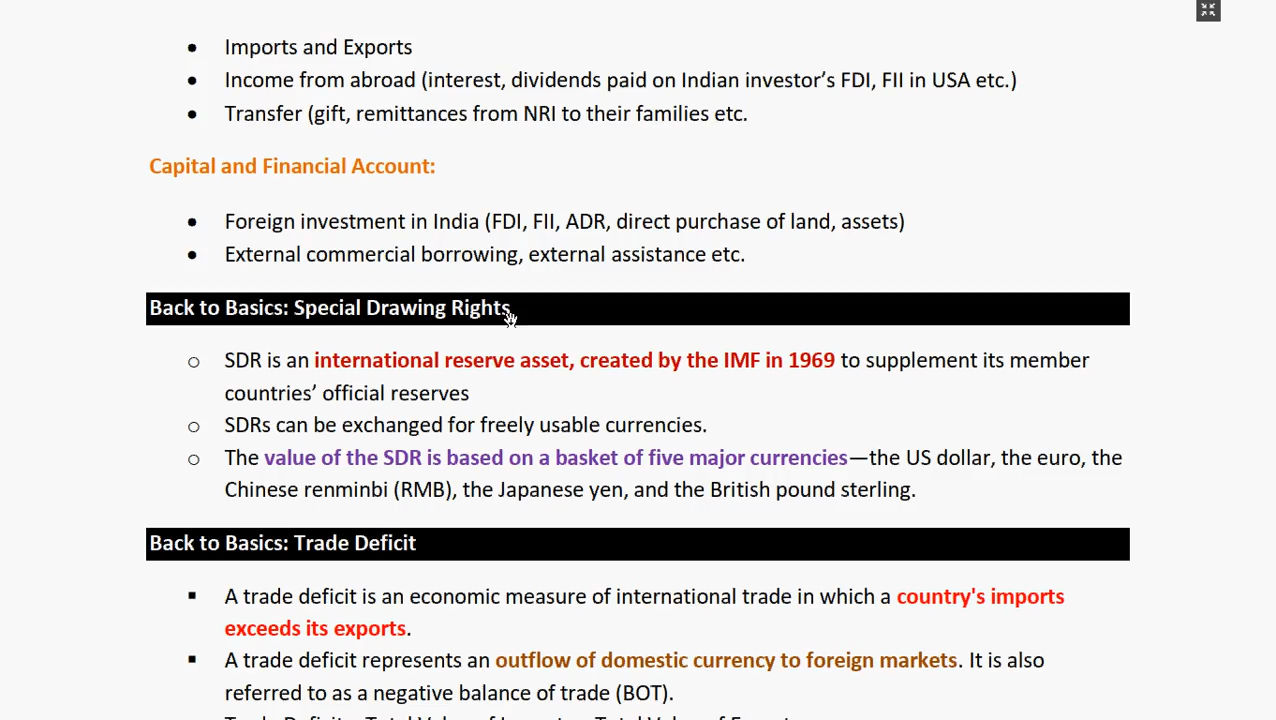 Imports and Exports
Income from abroad (interest, dividends paid on Indian investor's FDI, FII in USA etc.)
Transfer (gift, remittances from NRI to their families etc.
Capital and Financial Account:
Foreign investment in India (FDI, FII, ADR, direct purchase of land, assets)
External commercial borrowing, external assistance etc.
Back to Basics: Special Drawing Rights
SDR is an international reserve asset, created by the IMF in 1969 to supplement its member
countries' official reserves
SDRs can be exchanged for freely usable currencies.
The value of the SDR is based on a basket of five major currencies—the US dollar, the euro, the
Chinese renminbi (RMB), the Japanese yen, and the British pound sterling.
Back to Basics: Trade Deficit
A trade deficit is an economic measure of international trade in which a country's imports
exceeds its exports.
A trade deficit represents an outflow of domestic currency to foreign markets. It is also
referred to as a negative balance of trade (BOT).